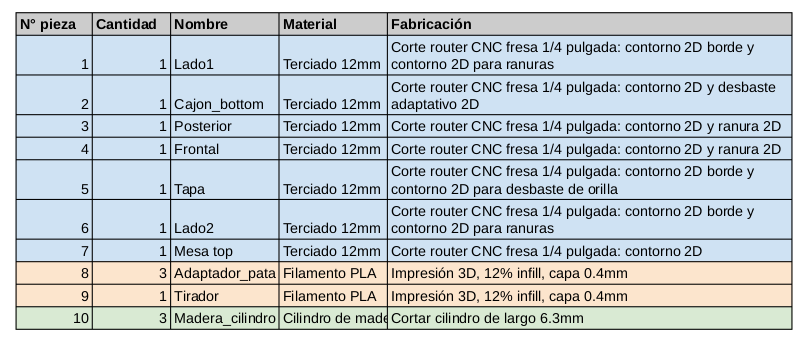 N° pieza Cantidad Nombre Material Fabricación
1 1 Lado1 Terciado 12mm Corte router CNC fresa 1/4 pulgada: contorno 2D borde y
contorno 2D para ranuras
2 1 Cajon_bottom Terciado 12mm Corte router CNC fresa 1/4 pulgada: contorno 2D y desbaste
adaptativo 2D
3 1 Posterior Terciado 12mm Corte router CNC fresa 1/4 pulgada: contorno 2D y ranura 2D
4 1 Frontal Terciado 12mm Corte router CNC fresa 1/4 pulgada: contorno 2D y ranura 2D
5 1 Tapa Terciado 12mm Corte router CNC fresa 1/4 pulgada: contorno 2D borde y
contorno 2D para desbaste de orilla
6 1 Lado2 Terciado 12mm Corte router CNC fresa 1/4 pulgada: contorno 2D borde y
contorno 2D para ranuras
7 1 Mesa top Terciado 12mm Corte router CNC fresa 1/4 pulgada: contorno 2D
8 3 Adaptador_pata Filamento PLA Impresión 3D, 12% infill, capa 0.4mm
9 1 Tirador Filamento PLA Impresión 3D, 12% infill, capa 0.4mm
10 3 Madera_cilindro Cilindro de made Cortar cilindro de largo 6.3mm